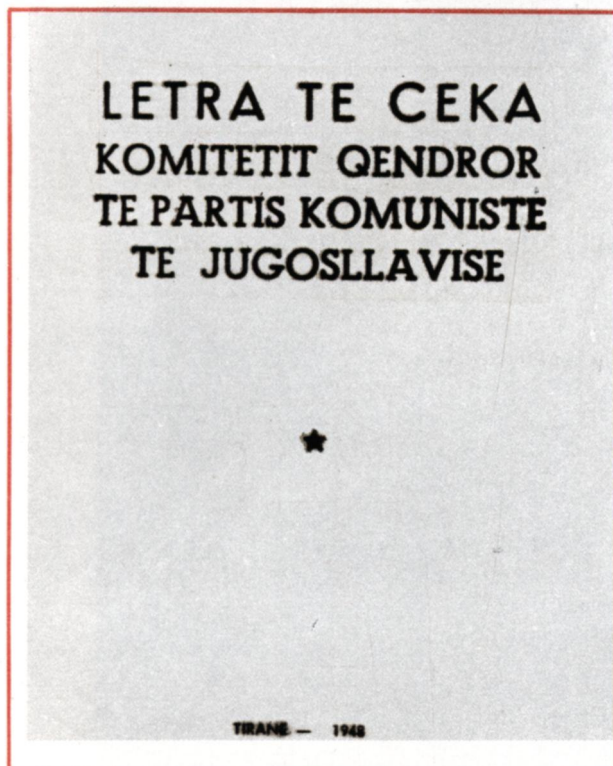 LETRA TE CEKA
KOMITETIT QENDROR
TE PARTIS KOMUNISTE
TE JUGOSLLAVISE
TIRANE — 1948